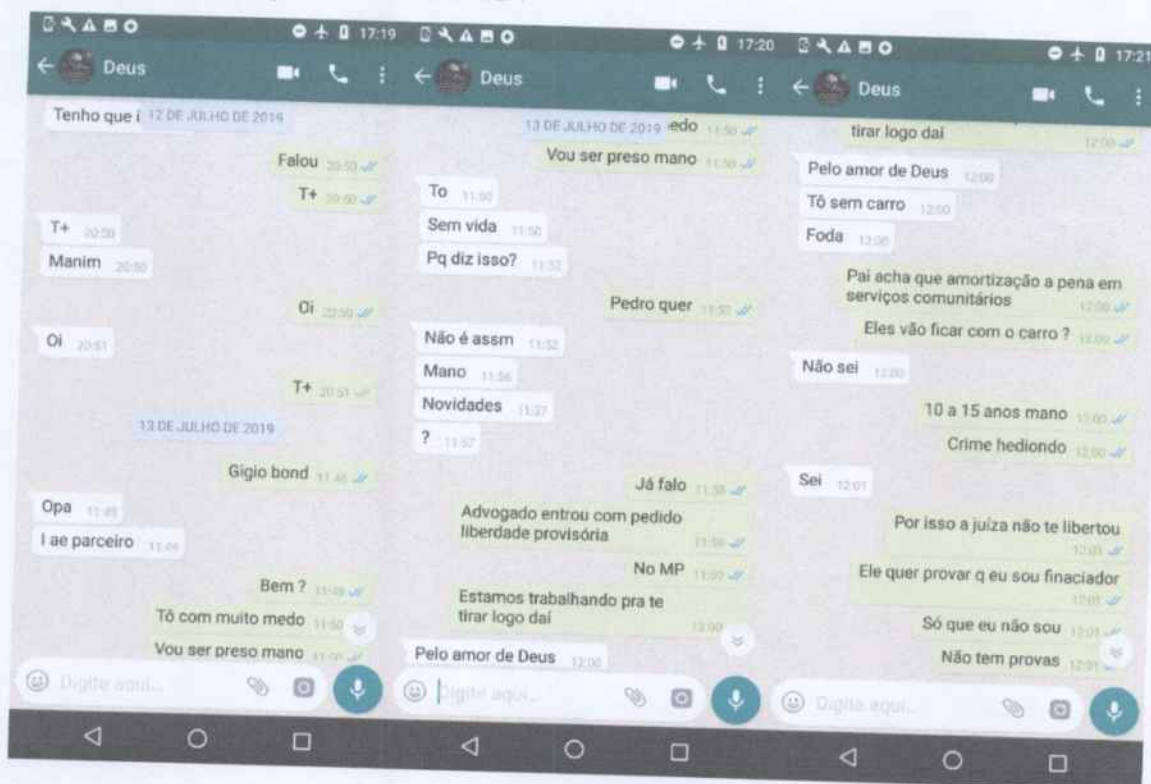 17:19
Deus
Tenho que i
12 DE JULHO DE 2019
Falou 20:50
T+ 20:50
T+ 20:50
Manim 20:50
Oi 20:50
Oi 20:51
T+ 20:51
13 DE JULHO DE 2019
Gigio bond 11:48
Opa 11:49
I ae parceiro 11:49
Bem ? 11:49
Tô com muito medo 11:50
Vou ser preso mano 11:50
Digite aqui...
17:20
Deus
13 DE JULHO DE 2019
edo 11:50
Vou ser preso mano 11:50
To 11:50
Sem vida 11:50
Pq diz isso? 11:52
Pedro quer 11:52
Não é assm 11:52
Mano 11:56
Novidades 11:57
? 11:57
Já falo 11:58
Advogado entrou com pedido
liberdade provisória 11:59
No MP 11:59
Estamos trabalhando pra te
tirar logo daí 12:00
Pelo amor de Deus 12:00
Digite aqui...
17:21
Deus
tirar logo daí 12:00
Pelo amor de Deus 12:00
Tô sem carro 12:00
Foda 12:00
Pai acha que amortização a pena em
serviços comunitários 12:00
Eles vão ficar com o carro ? 12:00
Não sei 12:00
10 a 15 anos mano 12:00
Crime hediondo 12:00
Sei 12:01
Por isso a juíza não te libertou
12:01
Ele quer provar q eu sou finaciador
12:01
Só que eu não sou 12:01
Não tem provas 12:01
Digite aqui...